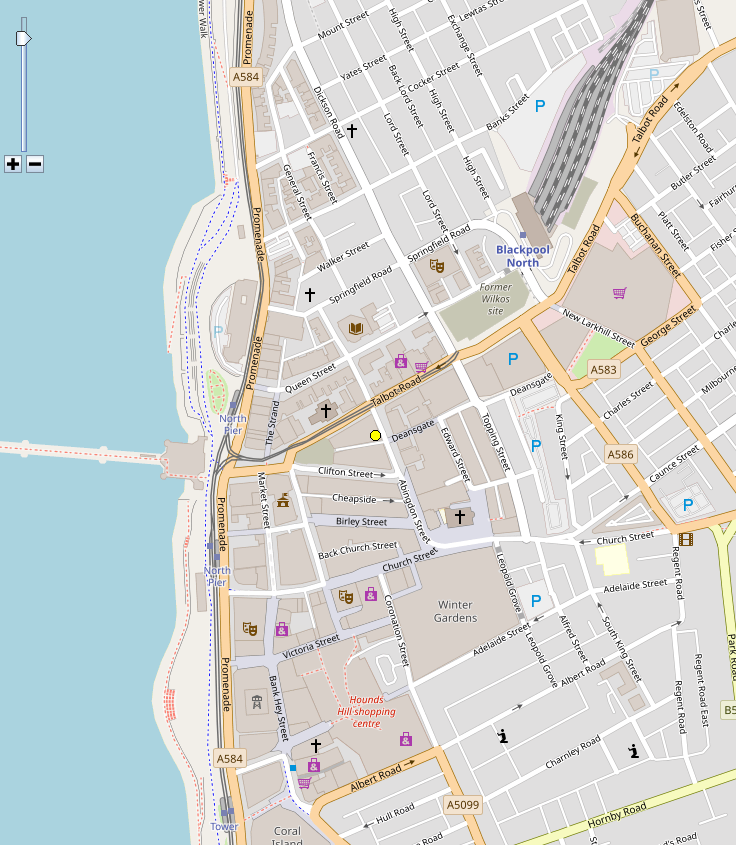 Lewtas Street
Tower Walk
Promenade
Mount Street
High Street
Exchange Street
A584
Yates Street
Cocker Street
P
Dickson Road
Back Lord Street
High Street
Banks Street
P
Talbot Road
Lord Street
Edelston Road
General Street
Francis Street
High Street
Butler Street
Lord Street
Promenade
Walker Street
Springfield Road
Platt Street
Buchanan Street
Talbot Road
Blackpool
North
Springfield Road
Former
Wilkos
site
P
New Larkhill Street
George Street
Promenade
Queen Street
P
A583
Talbot Road
Deansgate
Charles Street
North
Pier
The Strand
Deansgate
Edward Street
Topping Street
King Street
P
A586
Caunce Street
Clifton Street
Market Street
Cheapside
Abingdon Street
P
Promenade
Birley Street
Back Church Street
Church Street
Church Street
North
Pier
Leopold Grove
Regent Road
Adelaide Street
Winter
Gardens
P
Coronation Street
Alfred Street
South King Street
Adelaide Street
Leopold Grove
Victoria Street
Albert Road
Park Road
Promenade
Bank Hey Street
Hounds
Hill shopping
centre
Regent Road
Regent Road East
B5
A584
Charnley Road
Albert Road
A5099
Hull Road
Hornby Road
Tower
Coral
Island